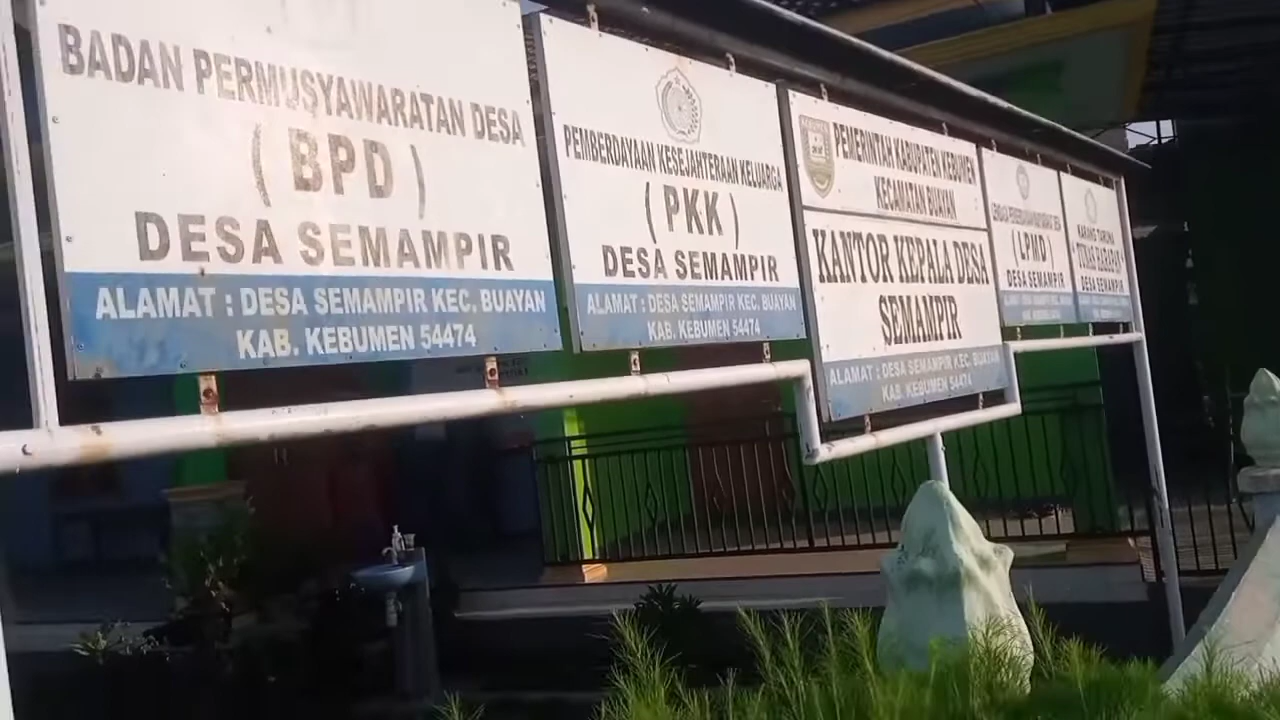 BADAN PERMUSYAWARATAN DESA
( BPD )
DESA SEMAMPIR
ALAMAT : DESA SEMAMPIR KEC. BUAYAN
KAB. KEBUMEN 54474
PEMBERDAYAAN KESEJAHTERAAN KELUARGA
( PKK )
DESA SEMAMPIR
ALAMAT : DESA SEMAMPIR KEC. BUAYAN
KAB. KEBUMEN 54474
PEMERINTAH KABUPATEN KEBUMEN
KECAMATAN BUAYAN
KANTOR KEPALA DESA
SEMAMPIR
ALAMAT : DESA SEMAMPIR KEC. BUAYAN
KAB. KEBUMEN 54474
( LPMD )
DESA SEMAMPIR
KARANG TARUNA
DESA SEMAMPIR